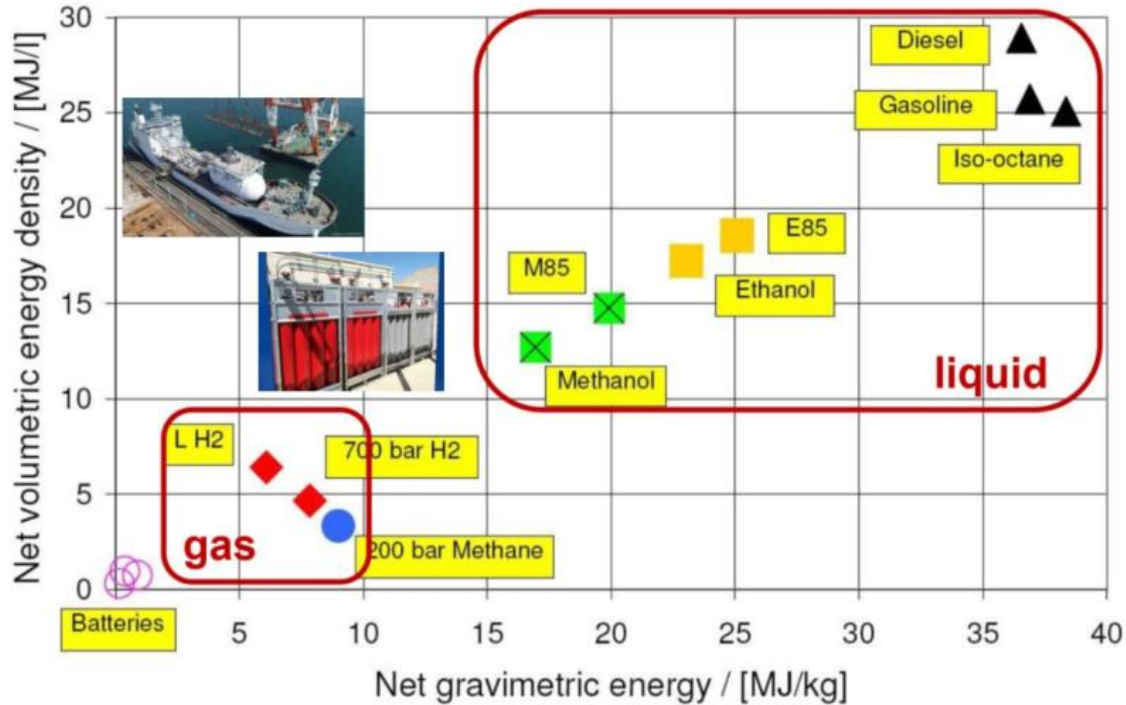 Net volumetric energy density / [MJ/l]
30
25
20
15
10
5
0
Diesel
Gasoline
Iso-octane
E85
M85
Ethanol
Methanol
liquid
L H2
700 bar H2
gas
200 bar Methane
Batteries
5
10
15
20
25
30
35
40
Net gravimetric energy / [MJ/kg]